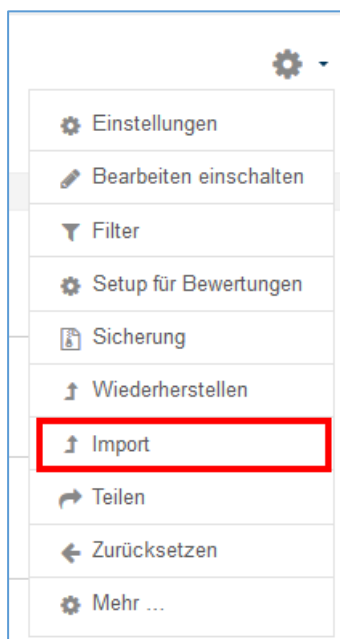 Einstellungen
Bearbeiten einschalten
Filter
Setup für Bewertungen
Sicherung
Wiederherstellen
Import
Teilen
Zurücksetzen
Mehr ...